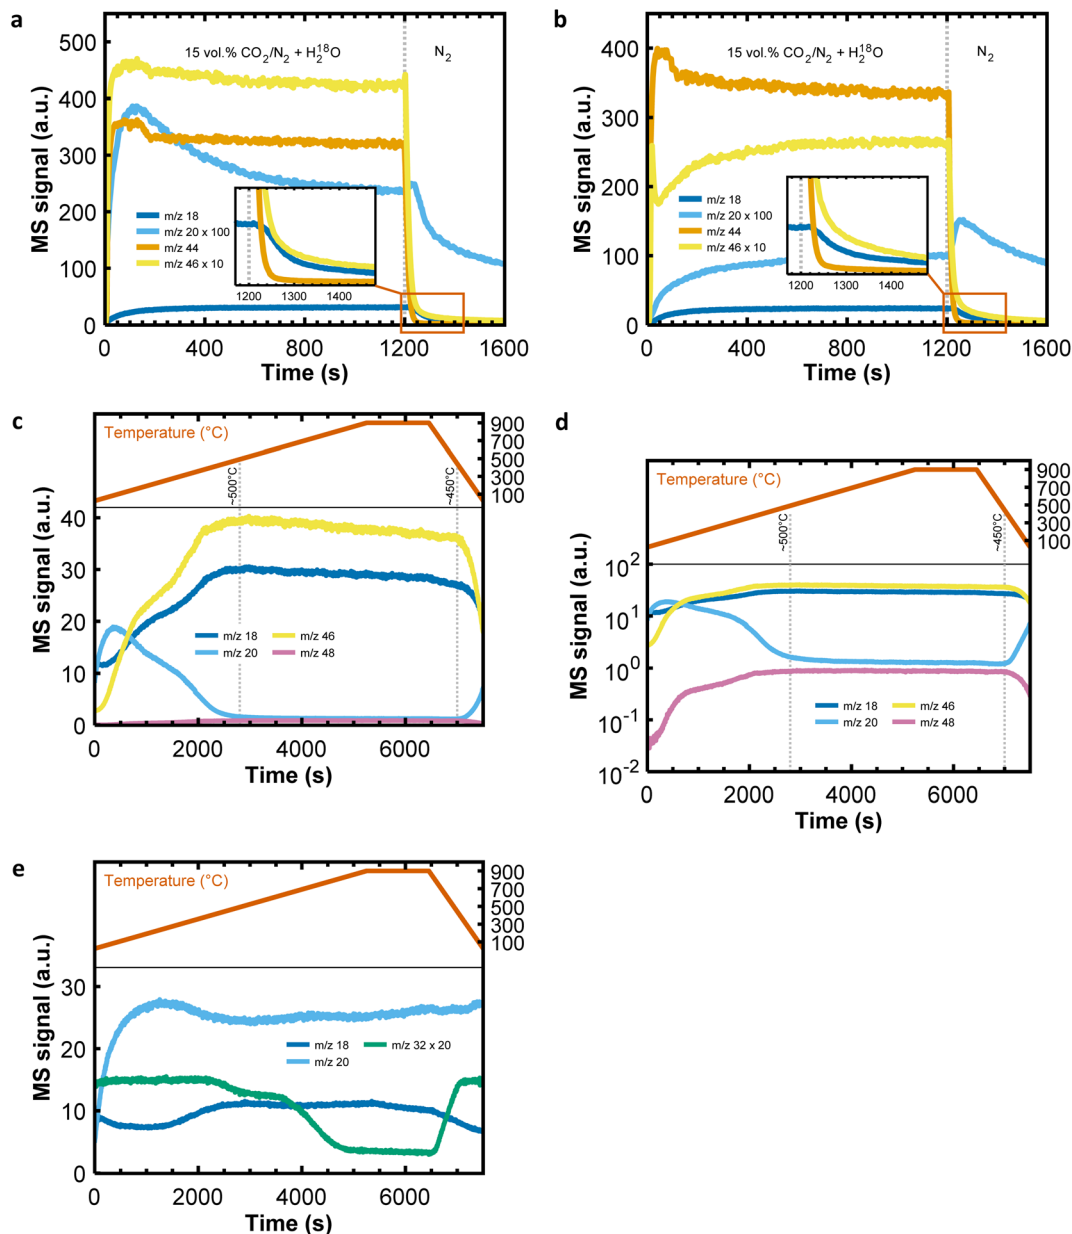 a
500
400
300
200
100
0
MS signal (a.u.)
15 vol.% CO₂/N₂ + H₂¹⁸O
N₂
m/z 18
m/z 20 x 100
m/z 44
m/z 46 x 10
1200 1300 1400
0 400 800 1200 1600
Time (s)
b
400
350
300
250
200
150
100
50
0
MS signal (a.u.)
15 vol.% CO₂/N₂ + H₂¹⁸O
N₂
m/z 18
m/z 20 x 100
m/z 44
m/z 46 x 10
1200 1300 1400
0 400 800 1200 1600
Time (s)
c
Temperature (°C)
900
700
500
300
100
~500°C
~450°C
40
30
20
10
0
MS signal (a.u.)
m/z 18 m/z 46
m/z 20 m/z 48
0 2000 4000 6000
Time (s)
d
Temperature (°C)
900
700
500
300
100
~500°C
~450°C
10²
10¹
10⁰
10⁻¹
10⁻²
MS signal (a.u.)
m/z 18 m/z 46
m/z 20 m/z 48
0 2000 4000 6000
Time (s)
e
Temperature (°C)
900
700
500
300
100
30
20
10
0
MS signal (a.u.)
m/z 18 m/z 32 x 20
m/z 20
0 2000 4000 6000
Time (s)